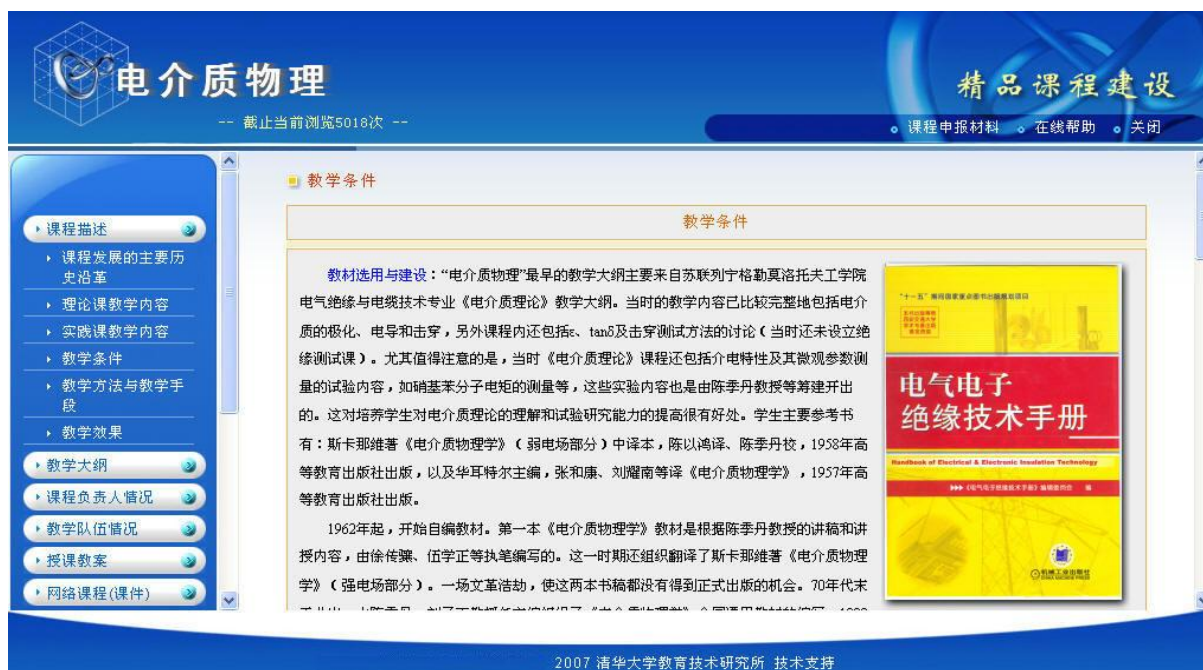 电介质物理
-- 截止当前浏览5018次 --
精品课程建设
课程申报材料 在线帮助 关闭
课程描述
课程发展的主要历
史沿革
理论课教学内容
实践课教学内容
教学条件
教学方法与教学手
段
教学效果
教学大纲
课程负责人情况
教学队伍情况
授课教案
网络课程(课件)
教学条件
教学条件
教材选用与建设:“电介质物理”最早的教学大纲主要来自苏联列宁格勒莫洛托夫工学院
电气绝缘与电缆技术专业《电介质理论》教学大纲。当时的教学内容已比较完整地包括电介
质的极化、电导和击穿,另外课程内还包括ε、tanδ及击穿测试方法的讨论(当时还未设立绝
缘测试课)。尤其值得注意的是,当时《电介质理论》课程还包括介电特性及其微观参数测
量的试验内容,如硝基苯分子电矩的测量等,这些实验内容也是由陈季丹教授等筹建开出
的。这对培养学生对电介质理论的理解和试验研究能力的提高很有好处。学生主要参考书
有:斯卡那维著《电介质物理学》(弱电场部分)中译本,陈以鸿译、陈季丹校,1958年高
等教育出版社出版,以及华耳特尔主编,张和康、刘耀南等译《电介质物理学》,1957年高
等教育出版社出版。
1962年起,开始自编教材。第一本《电介质物理学》教材是根据陈季丹教授的讲稿和讲
授内容,由徐传骧、伍学正等执笔编写的。这一时期还组织翻译了斯卡那维著《电介质物理
学》(强电场部分)。一场文革浩劫,使这两本书稿都没有得到正式出版的机会。70年代末
“十一五”期间国家重点图书出版规划项目
电气电子
绝缘技术手册
Handbook of Electrical & Electronic Insulation Technology
《电气电子绝缘技术手册》编辑委员会 编
机械工业出版社
CHINA MACHINE PRESS
2007 清华大学教育技术研究所 技术支持